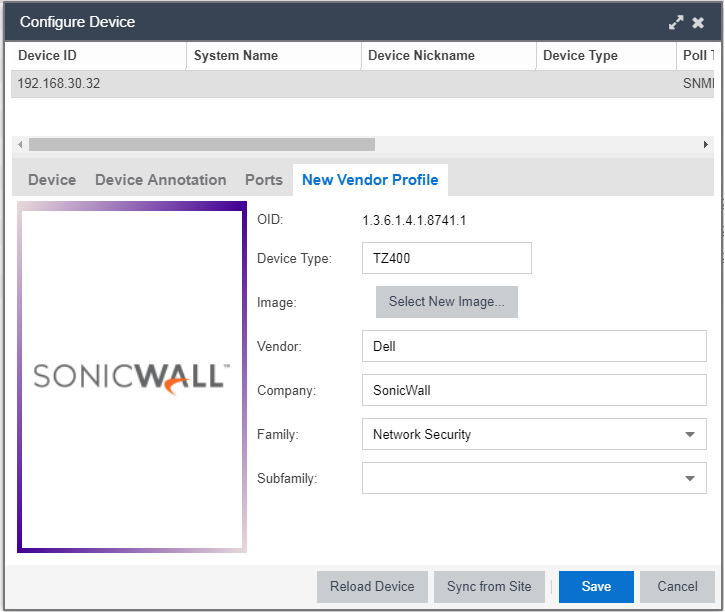 Configure Device
Device ID System Name Device Nickname Device Type Poll T
192.168.30.32 SNM
Device Device Annotation Ports New Vendor Profile
OID: 1.3.6.1.4.1.8741.1
Device Type: TZ400
Image: Select New Image...
SONICWALL™
Vendor: Dell
Company: SonicWall
Family: Network Security
Subfamily:
Reload Device Sync from Site Save Cancel